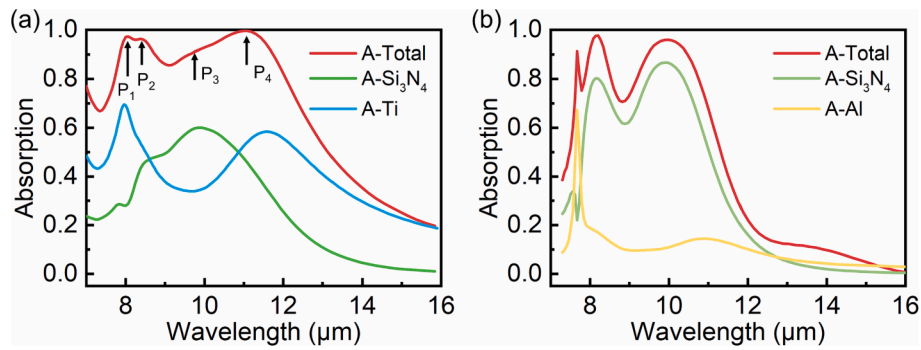 (a)
1.0
0.8
0.6
0.4
0.2
0.0
Absorption
P₁
P₂
P₃
P₄
A-Total
A-Si₃N₄
A-Ti
8 10 12 14 16
Wavelength (μm)
(b)
1.0
0.8
0.6
0.4
0.2
0.0
Absorption
A-Total
A-Si₃N₄
A-Al
8 10 12 14 16
Wavelength (μm)